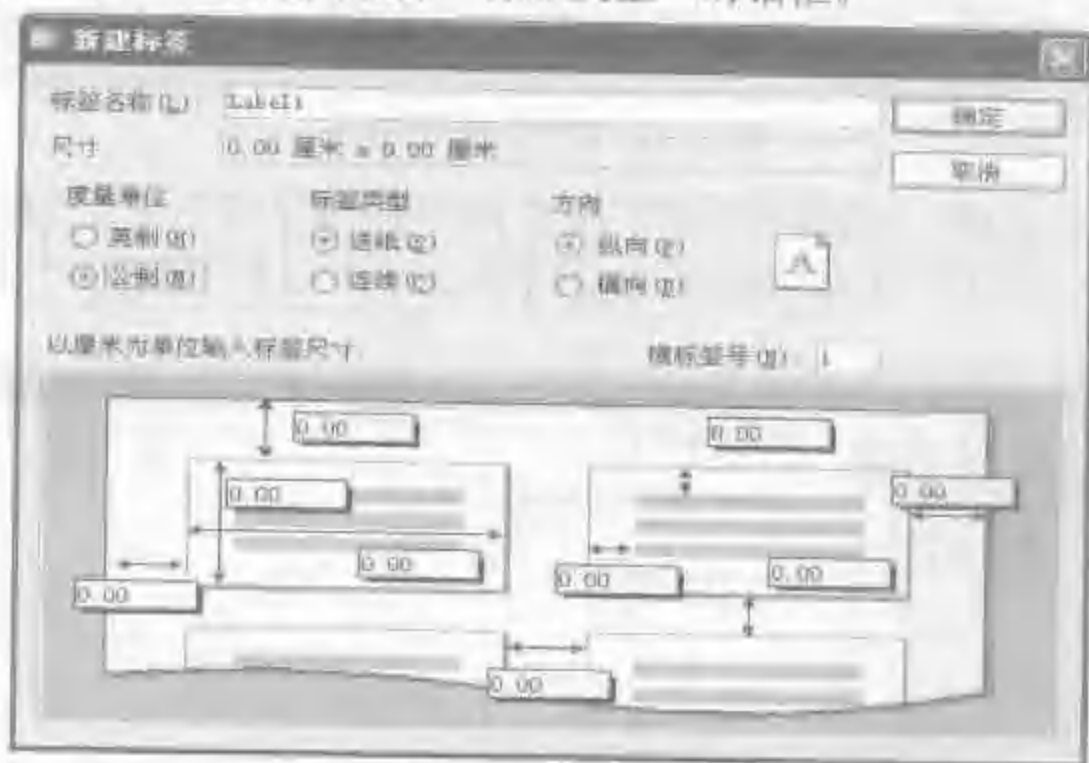 新建标签
标签名称(L): Label1
确定
尺寸: 0.00 厘米 x 0.00 厘米
取消
度量单位 标签类型 方向
英制 送纸 纵向
公制(M) 连续 横向
以厘米为单位输入标签尺寸: 横标签号 1
0.00 0.00
0.00 0.00
0.00 0.00 0.00
0.00
0.00